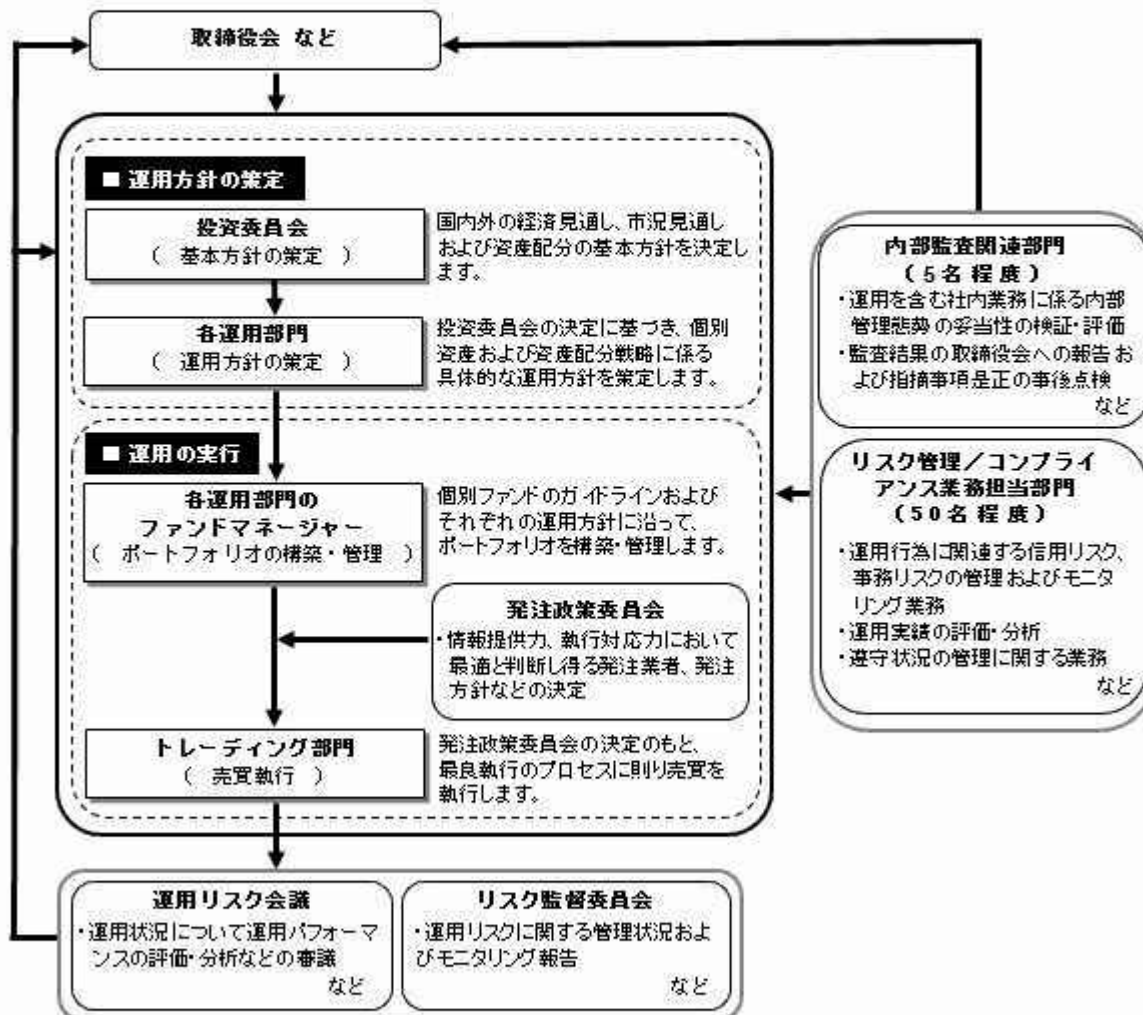 取締役会 など
■ 運用方針の策定
投資委員会
( 基本方針の策定 )
国内外の経済見通し、市況見通し
および資産配分の基本方針を決定し
ます。
各運用部門
( 運用方針の策定 )
投資委員会の決定に基づき、個別
資産および資産配分戦略に係る
具体的な運用方針を策定します。
■ 運用の実行
各運用部門の
ファンドマネージャー
( ポートフォリオの構築・管理 )
個別ファンドのガイドラインおよび
それぞれの運用方針に沿って、
ポートフォリオを構築・管理します。
発注政策委員会
・情報提供力、執行対応力において
最適と判断し得る発注業者、発注
方針などの決定
トレーディング部門
( 売買執行 )
発注政策委員会の決定のもと、
最良執行のプロセスに則り売買を
執行します。
内部監査関連部門
(5名程度)
・運用を含む社内業務に係る内部
管理態勢の妥当性の検証・評価
・監査結果の取締役会への報告お
よび指摘事項是正の事後点検
など
リスク管理/コンプライ
アンス業務担当部門
(50名程度)
・運用行為に関連する信用リスク、
事務リスクの管理およびモニタ
リング業務
・運用実績の評価・分析
・遵守状況の管理に関する業務
など
運用リスク会議
・運用状況について運用パフォーマ
ンスの評価・分析などの審議
など
リスク監督委員会
・運用リスクに関する管理状況およ
びモニタリング報告
など